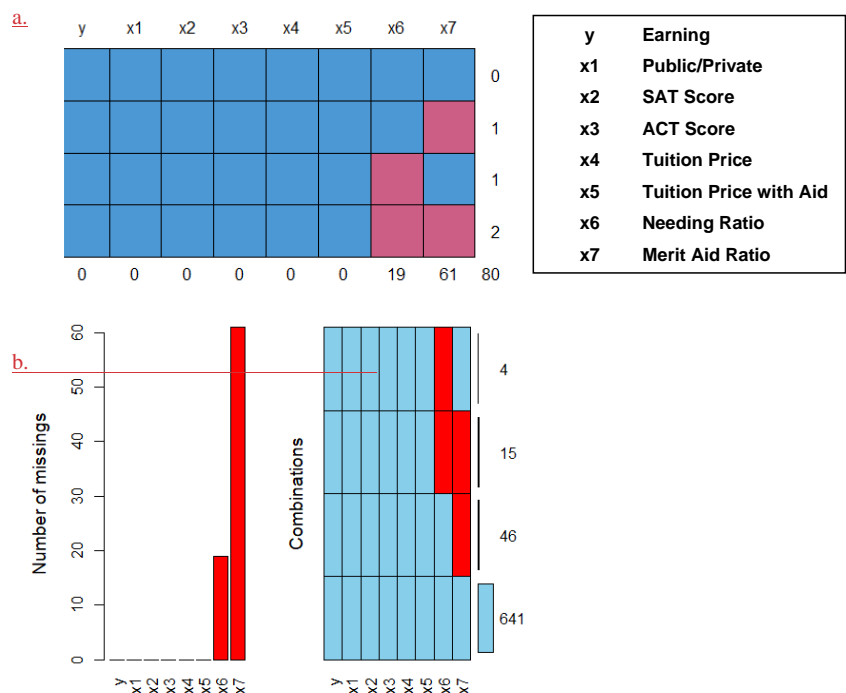 a.
y x1 x2 x3 x4 x5 x6 x7
0
1
1
2
0 0 0 0 0 0 19 61 80
y Earning
x1 Public/Private
x2 SAT Score
x3 ACT Score
x4 Tuition Price
x5 Tuition Price with Aid
x6 Needing Ratio
x7 Merit Aid Ratio
b.
Number of missings
60
50
40
30
20
10
0
y x1 x2 x3 x4 x5 x6 x7
Combinations
4
15
46
641
y x1 x2 x3 x4 x5 x6 x7